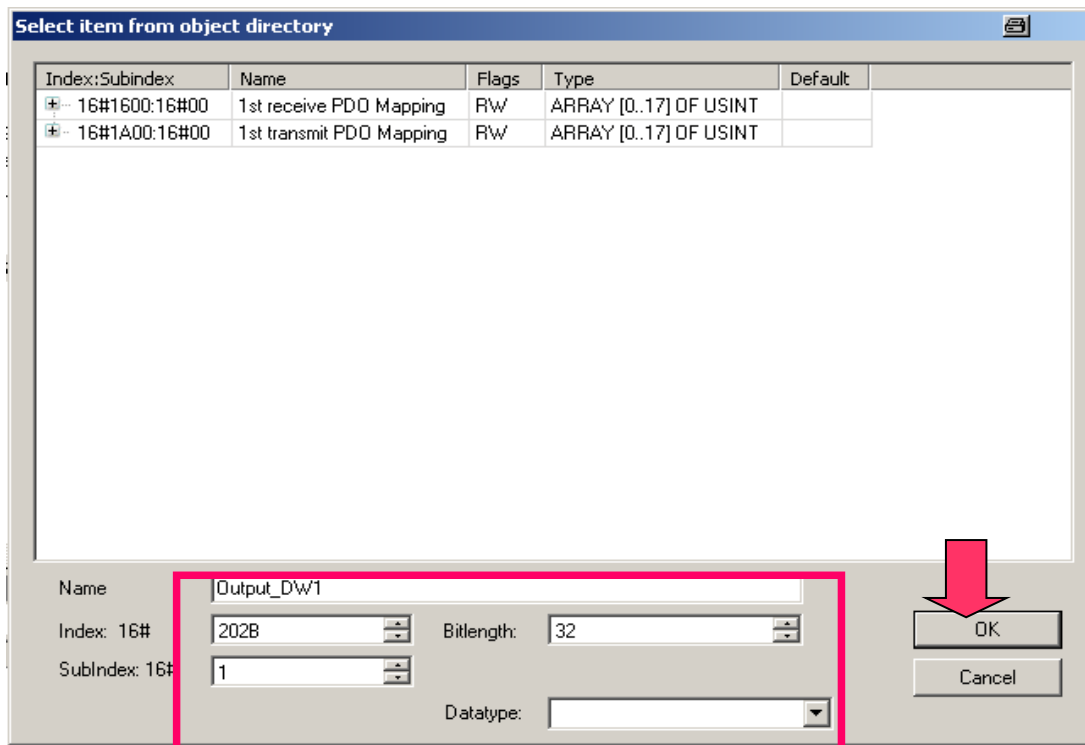 Select item from object directory
Index:Subindex Name Flags Type Default
16#1600:16#00 1st receive PDO Mapping RW ARRAY [0..17] OF USINT
16#1A00:16#00 1st transmit PDO Mapping RW ARRAY [0..17] OF USINT
Name Output_DW1
Index: 16# 202B Bitlength: 32 OK
SubIndex: 16# 1 Cancel
Datatype: